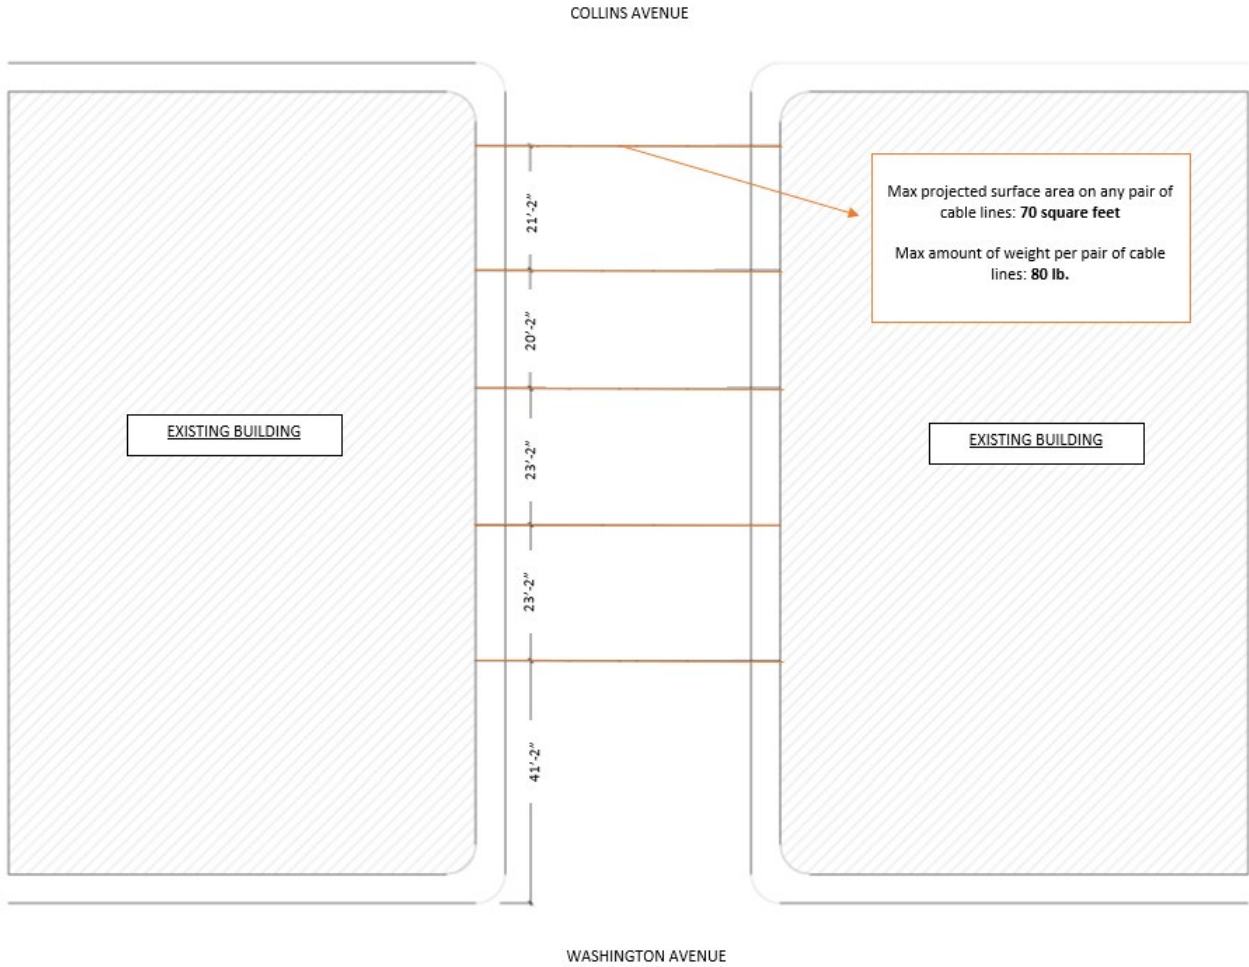 COLLINS AVENUE
Max projected surface area on any pair of
cable lines: 70 square feet
Max amount of weight per pair of cable
lines: 80 lb.
21'-2"
20'-2"
EXISTING BUILDING
EXISTING BUILDING
23'-2"
23'-2"
41'-2"
WASHINGTON AVENUE